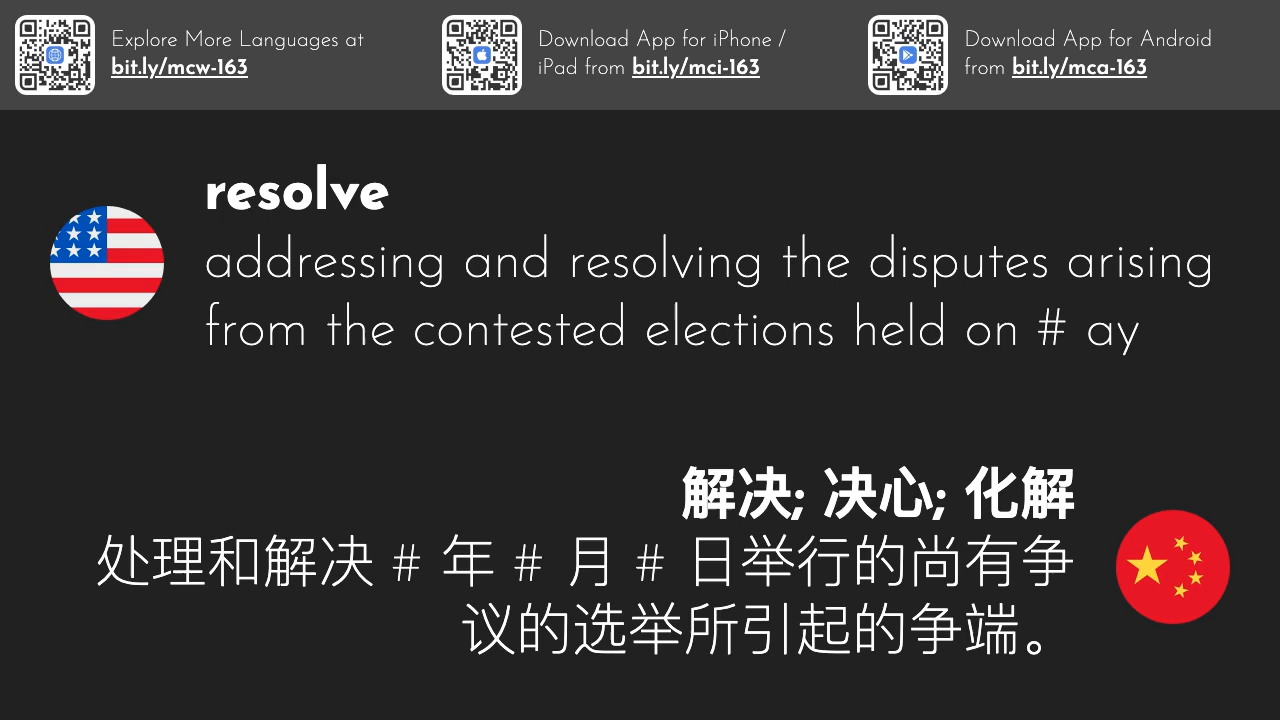 Explore More Languages at
bit.ly/mcw-163
Download App for iPhone /
iPad from bit.ly/mci-163
Download App for Android
from bit.ly/mca-163
resolve
addressing and resolving the disputes arising
from the contested elections held on # ay
解决; 决心; 化解
处理和解决 # 年 # 月 # 日举行的尚有争
议的选举所引起的争端。